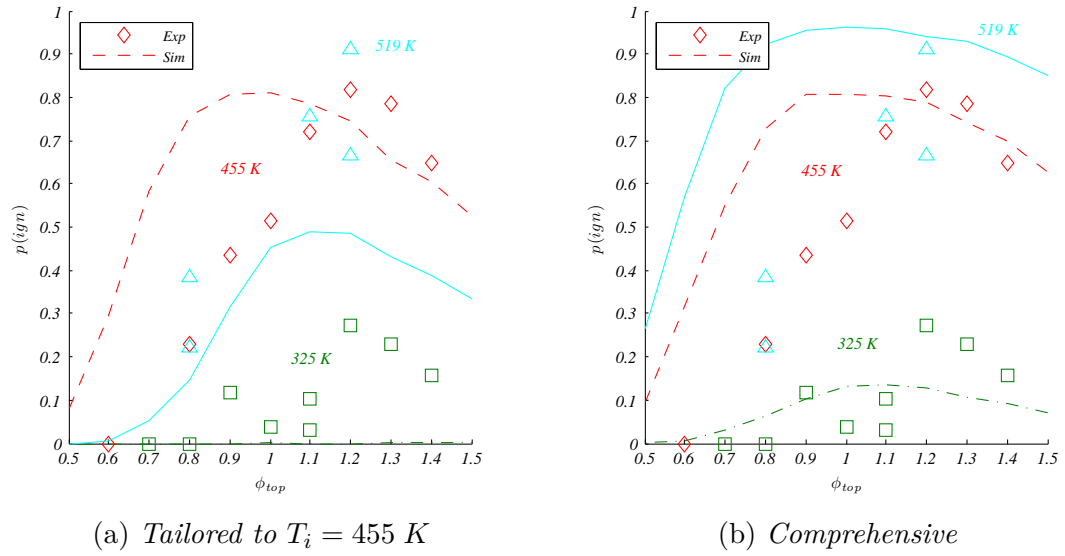 Exp
Sim
519 K
455 K
325 K
1
0.9
0.8
0.7
0.6
0.5
0.4
0.3
0.2
0.1
0
p(ign)
0.5 0.6 0.7 0.8 0.9 1 1.1 1.2 1.3 1.4 1.5
ϕ_top
(a) Tailored to T_i = 455 K
Exp
Sim
519 K
455 K
325 K
1
0.9
0.8
0.7
0.6
0.5
0.4
0.3
0.2
0.1
0
p(ign)
0.5 0.6 0.7 0.8 0.9 1 1.1 1.2 1.3 1.4 1.5
ϕ_top
(b) Comprehensive